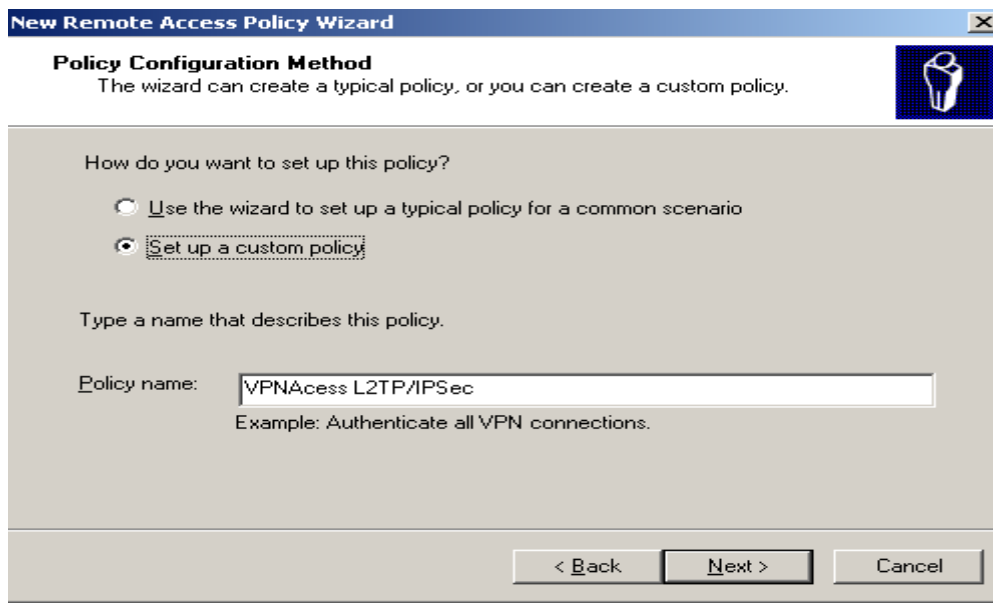 New Remote Access Policy Wizard
Policy Configuration Method
The wizard can create a typical policy, or you can create a custom policy.
How do you want to set up this policy?
Use the wizard to set up a typical policy for a common scenario
Set up a custom policy
Type a name that describes this policy.
Policy name: VPNAcess L2TP/IPSec
Example: Authenticate all VPN connections.
< Back Next > Cancel